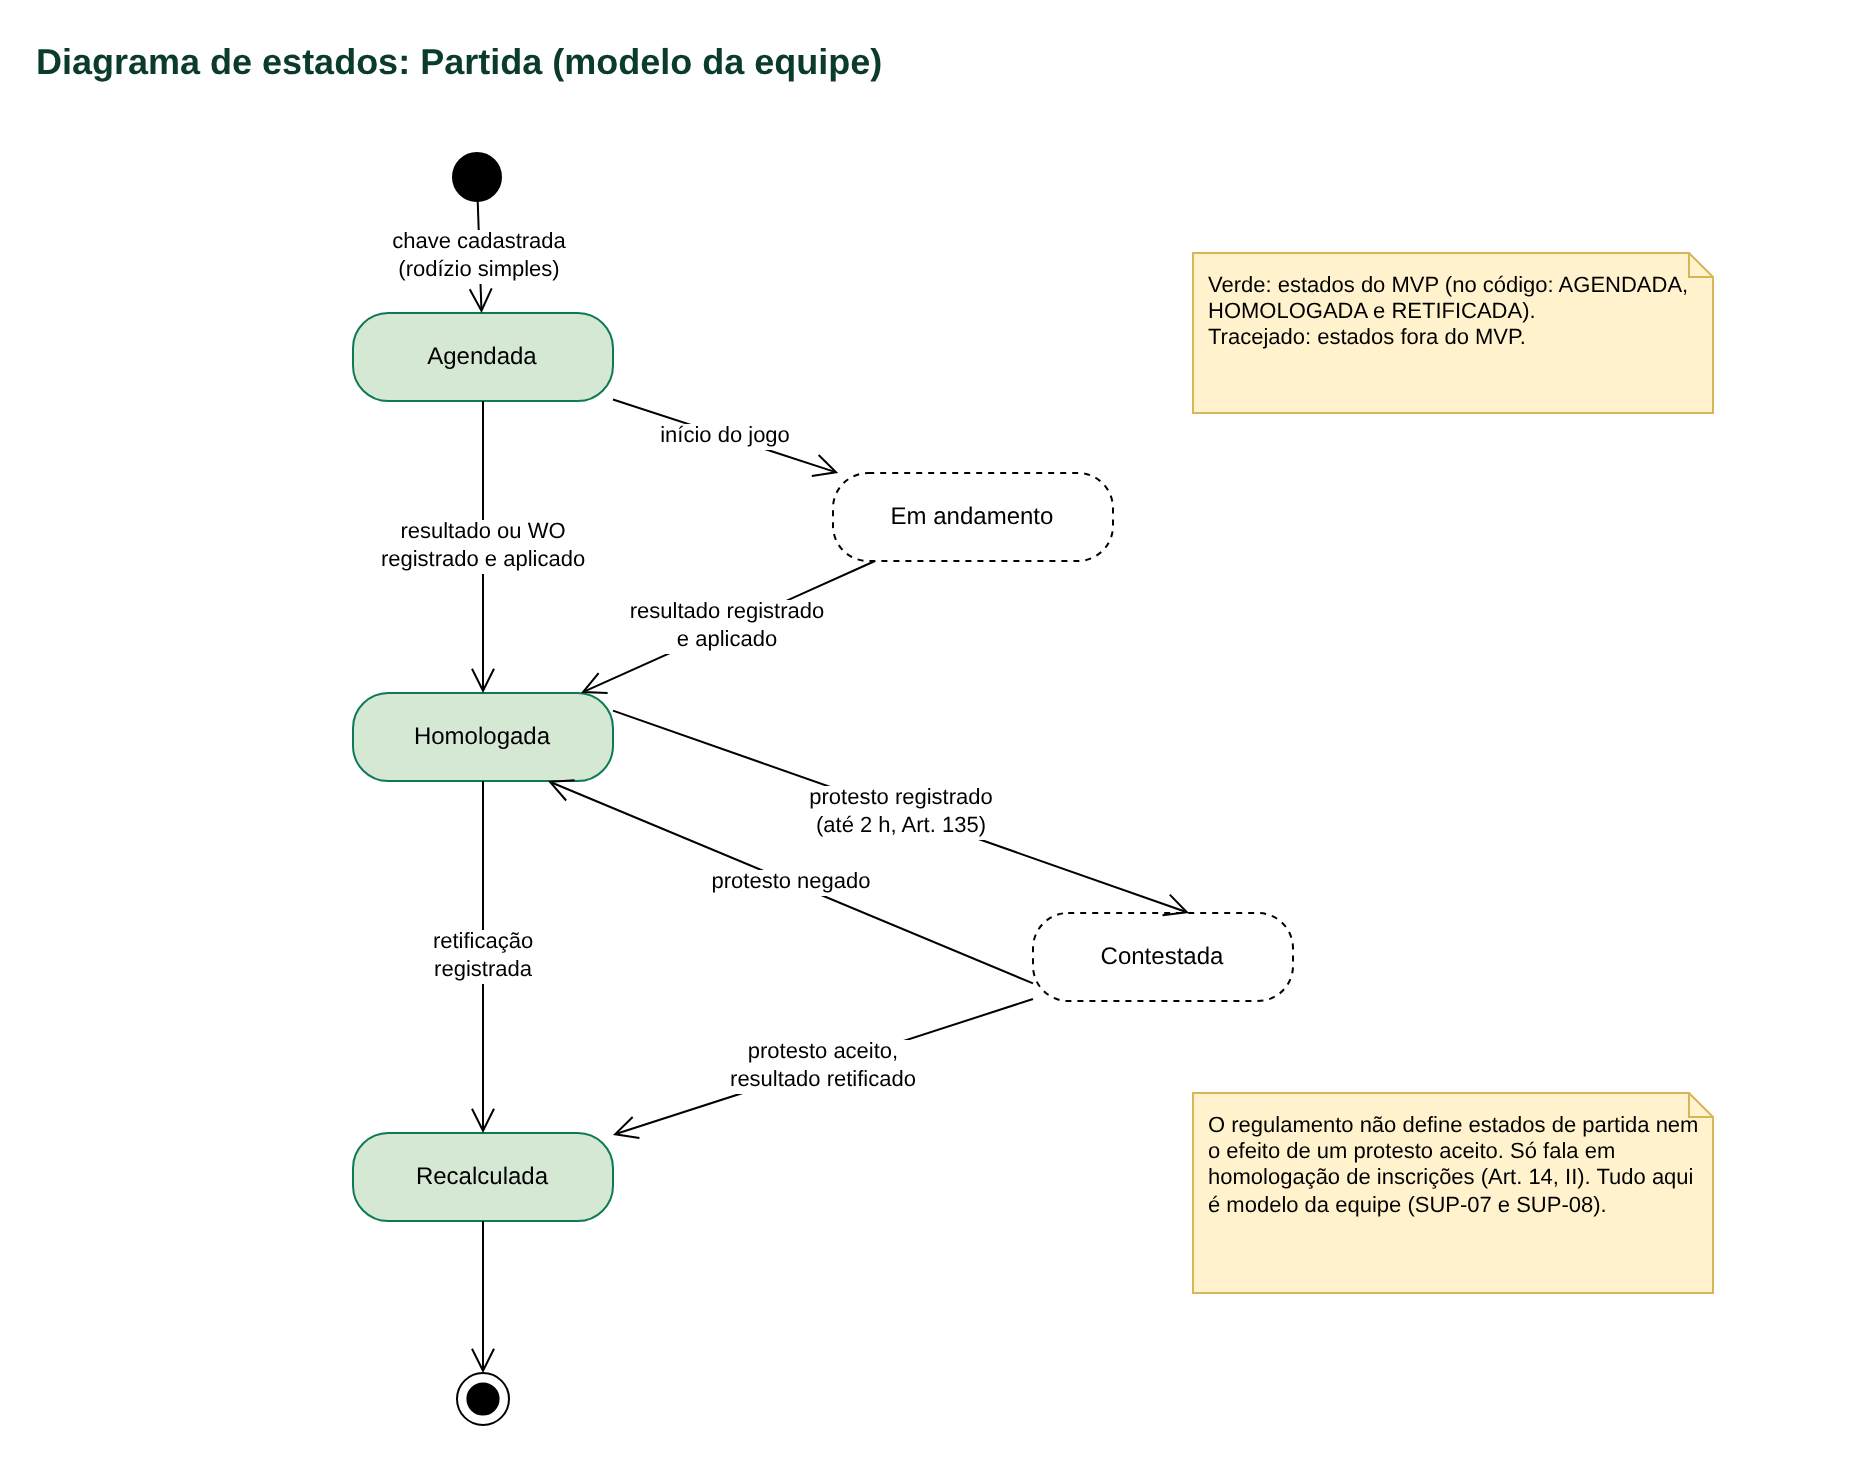 Diagrama de estados: Partida (modelo da equipe)
chave cadastrada
(rodízio simples)
Verde: estados do MVP (no código: AGENDADA,
HOMOLOGADA e RETIFICADA).
Tracejado: estados fora do MVP.
Agendada
início do jogo
Em andamento
resultado ou WO
registrado e aplicado
resultado registrado
e aplicado
Homologada
protesto registrado
(até 2 h, Art. 135)
protesto negado
retificação
registrada
Contestada
protesto aceito,
resultado retificado
O regulamento não define estados de partida nem
o efeito de um protesto aceito. Só fala em
homologação de inscrições (Art. 14, II). Tudo aqui
é modelo da equipe (SUP-07 e SUP-08).
Recalculada